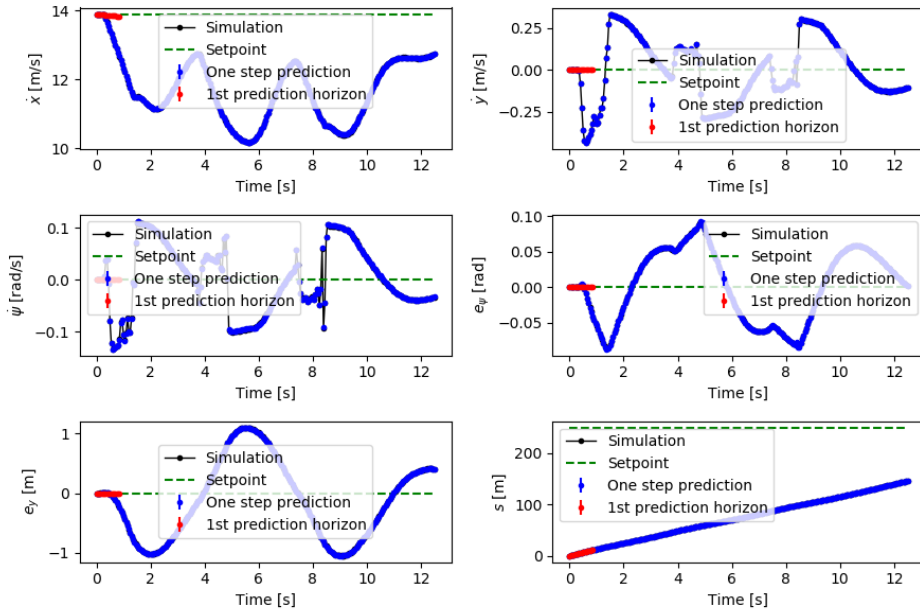 14
12
10
ẋ [m/s]
Simulation
Setpoint
One step prediction
1st prediction horizon
0 2 4 6 8 10 12
Time [s]
0.25
0.00
−0.25
ẏ [m/s]
Simulation
Setpoint
One step prediction
1st prediction horizon
0 2 4 6 8 10 12
Time [s]
0.1
0.0
−0.1
ψ̇ [rad/s]
Simulation
Setpoint
One step prediction
1st prediction horizon
0 2 4 6 8 10 12
Time [s]
0.10
0.05
0.00
−0.05
eψ [rad]
Simulation
Setpoint
One step prediction
1st prediction horizon
0 2 4 6 8 10 12
Time [s]
1
0
−1
ey [m]
Simulation
Setpoint
One step prediction
1st prediction horizon
0 2 4 6 8 10 12
Time [s]
200
100
0
s [m]
Simulation
Setpoint
One step prediction
1st prediction horizon
0 2 4 6 8 10 12
Time [s]